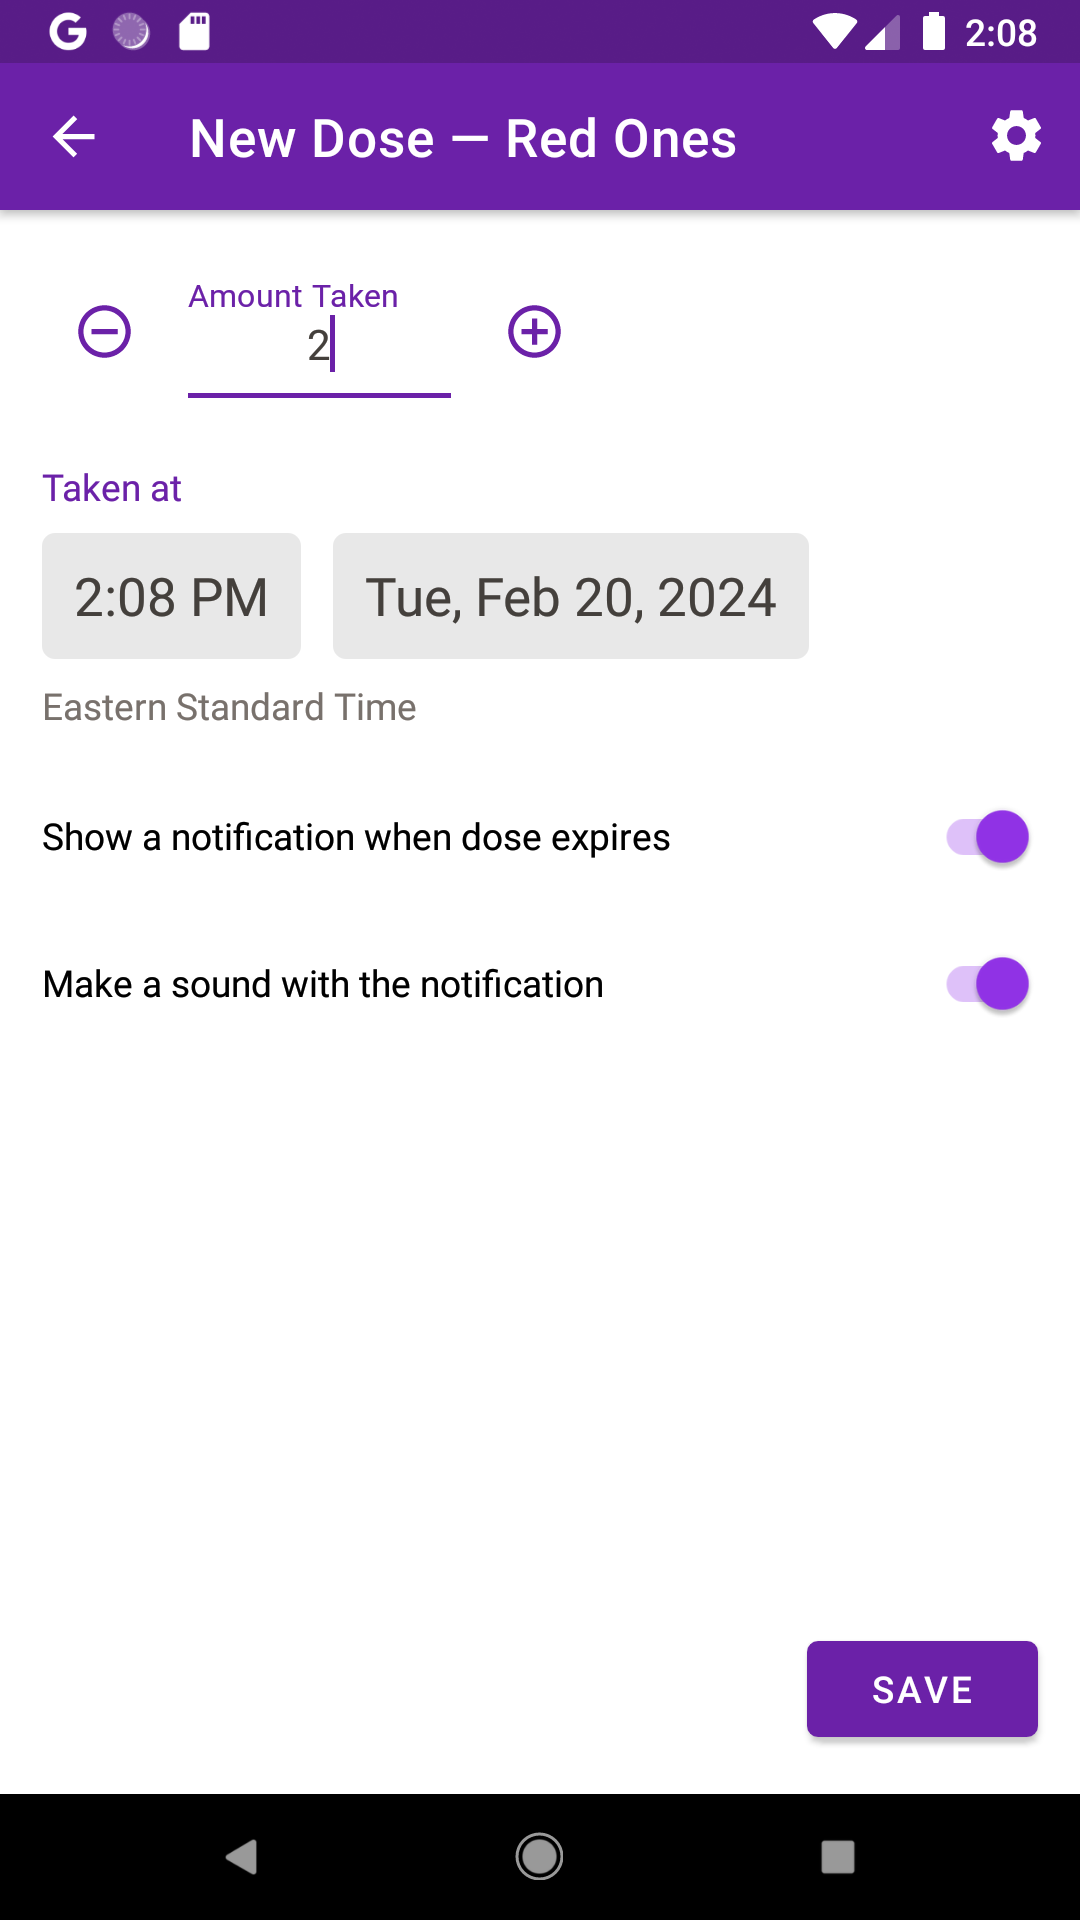 2:08
New Dose — Red Ones
Amount Taken
2
Taken at
2:08 PM
Tue, Feb 20, 2024
Eastern Standard Time
Show a notification when dose expires
Make a sound with the notification
SAVE